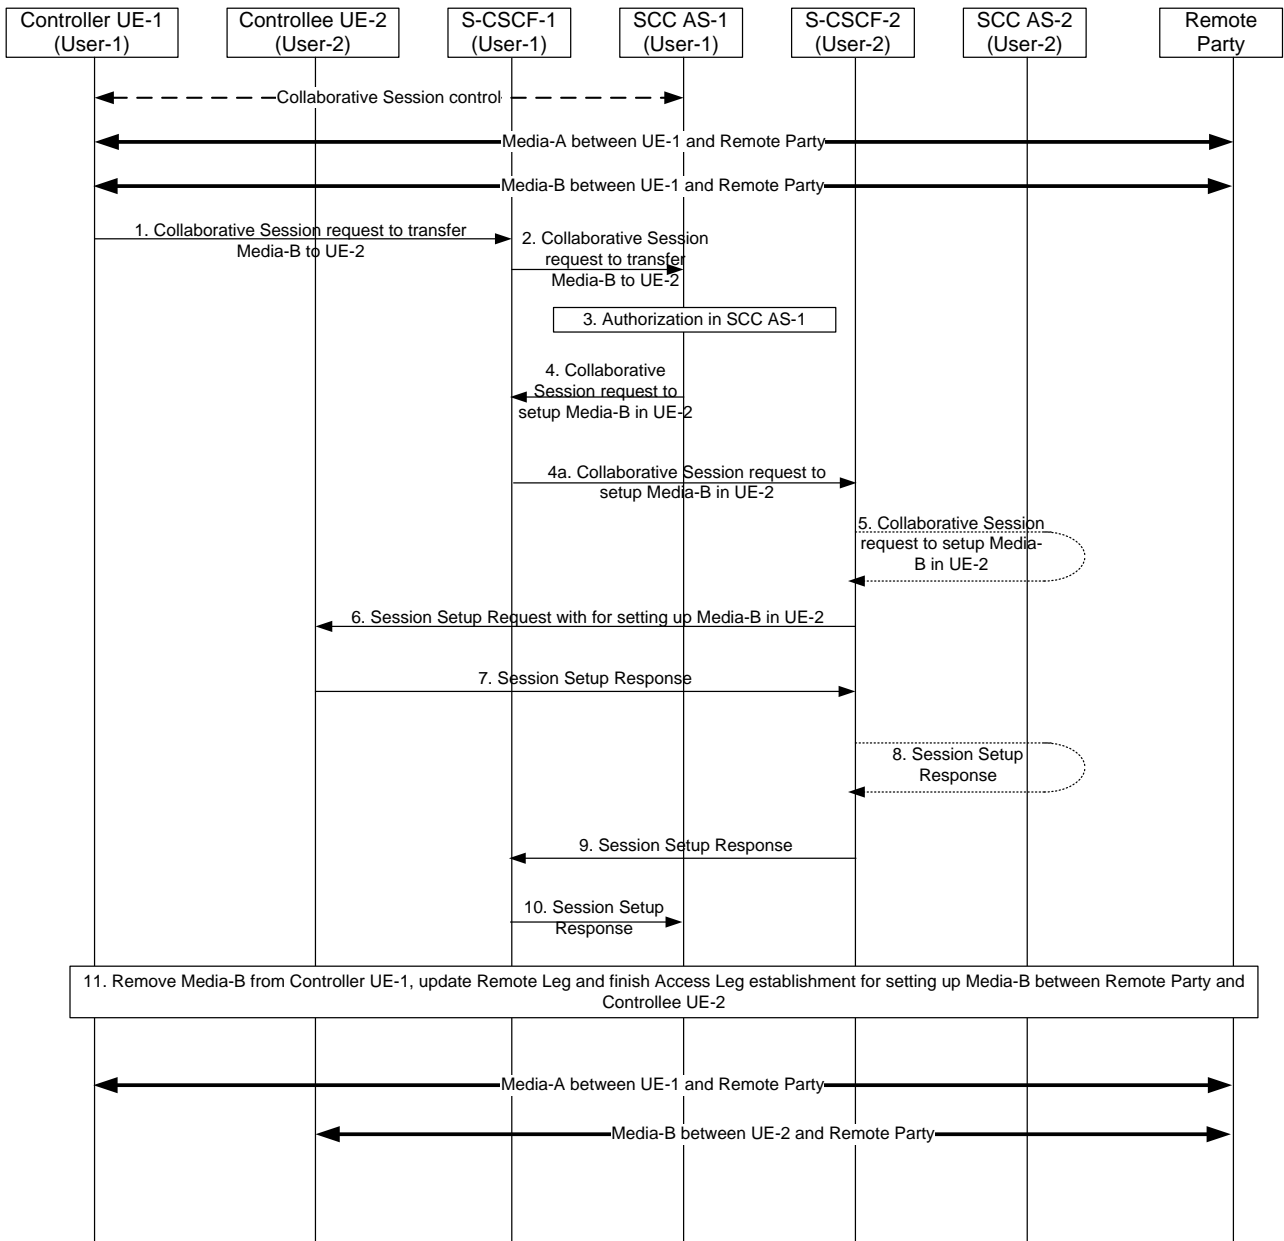 Controller UE-1
(User-1)
Controllee UE-2
(User-2)
S-CSCF-1
(User-1)
SCC AS-1
(User-1)
S-CSCF-2
(User-2)
SCC AS-2
(User-2)
Remote
Party
Collaborative Session control
Media-A between UE-1 and Remote Party
Media-B between UE-1 and Remote Party
1. Collaborative Session request to transfer
Media-B to UE-2
2. Collaborative Session
request to transfer
Media-B to UE-2
3. Authorization in SCC AS-1
4. Collaborative
Session request to
setup Media-B in UE-2
4a. Collaborative Session request to
setup Media-B in UE-2
5. Collaborative Session
request to setup Media-
B in UE-2
6. Session Setup Request with for setting up Media-B in UE-2
7. Session Setup Response
8. Session Setup
Response
9. Session Setup Response
10. Session Setup
Response
11. Remove Media-B from Controller UE-1, update Remote Leg and finish Access Leg establishment for setting up Media-B between Remote Party and
Controllee UE-2
Media-A between UE-1 and Remote Party
Media-B between UE-2 and Remote Party